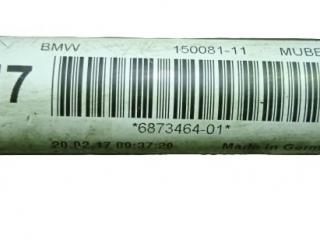 BMW 150081-11 MUBE
7
*6873464-01*
20.02.17 09:37:20 Made in Germ